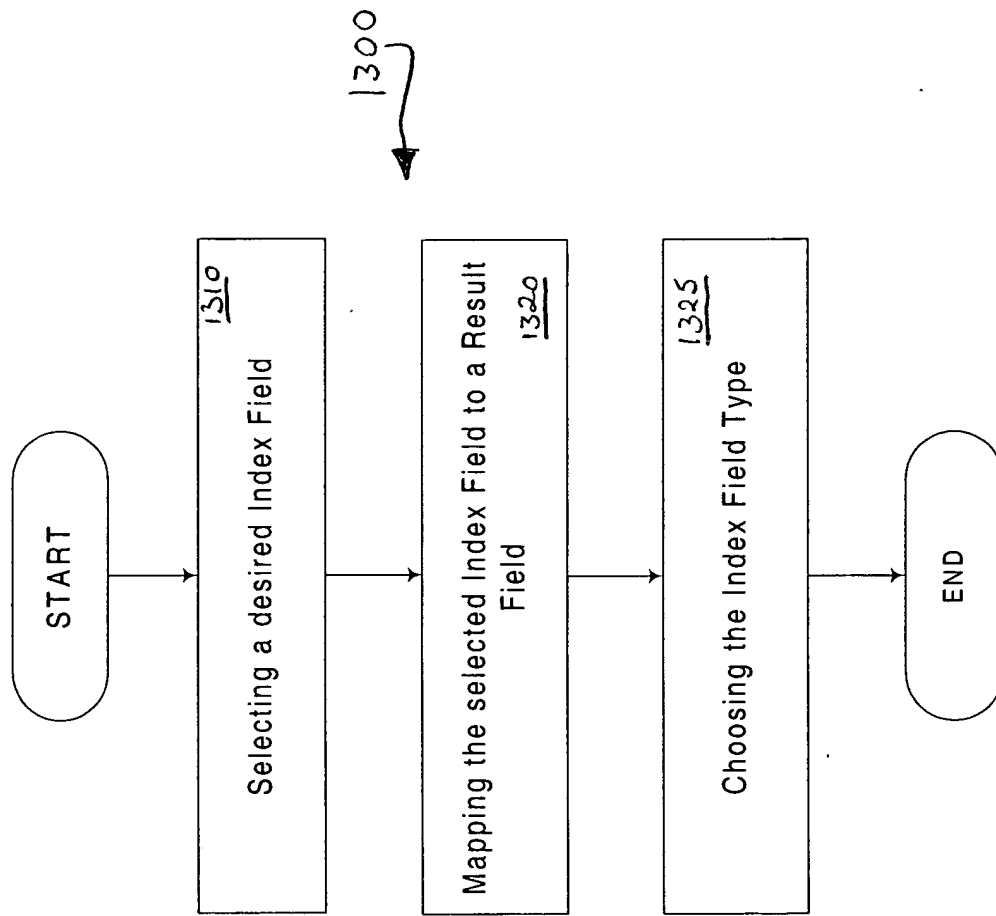 START
1300
1310
Selecting a desired Index Field
Mapping the selected Index Field to a Result
Field
1320
1325
Choosing the Index Field Type
END